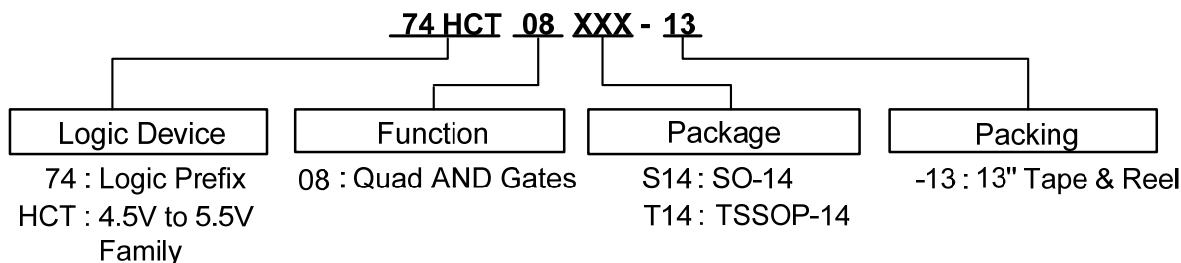 74 HCT 08 XXX - 13
Logic Device
74 : Logic Prefix
HCT : 4.5V to 5.5V
Family
Function
08 : Quad AND Gates
Package
S14 : SO-14
T14 : TSSOP-14
Packing
-13 : 13" Tape & Reel